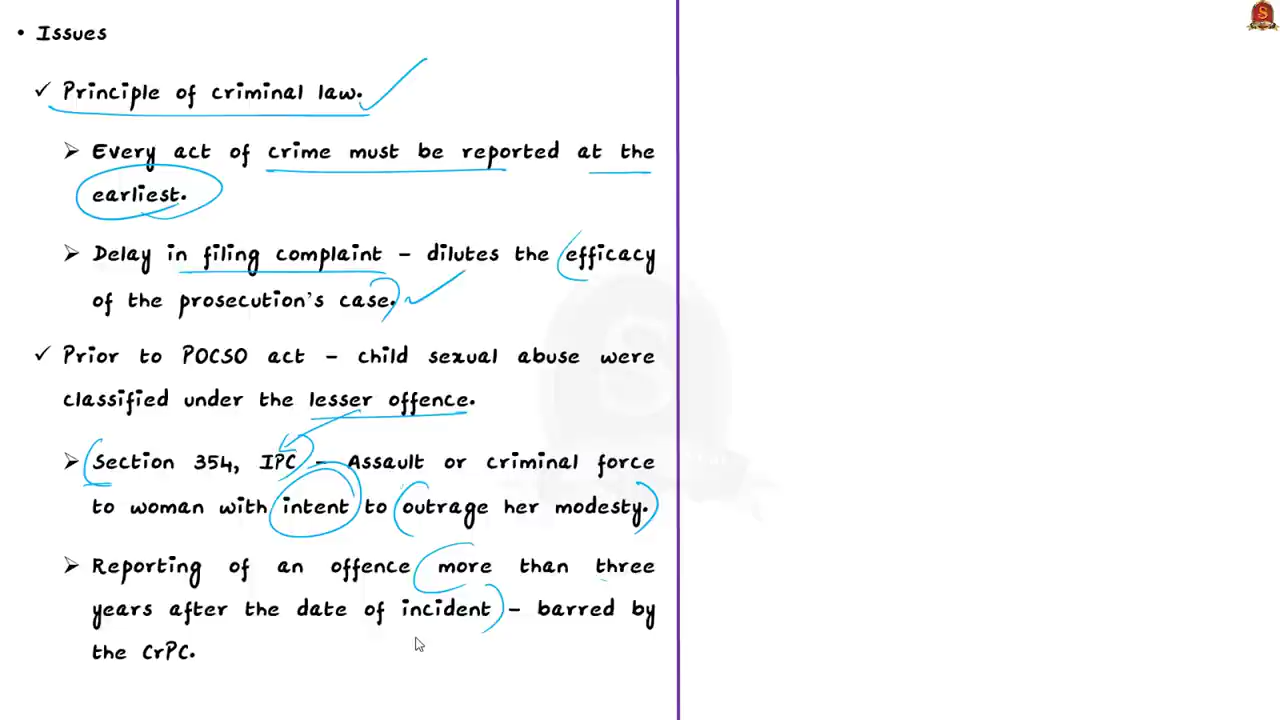 • Issues
✓ Principle of criminal law.
➤ Every act of crime must be reported at the
earliest.
➤ Delay in filing complaint – dilutes the efficacy
of the prosecution's case.
✓ Prior to POCSO act – child sexual abuse were
classified under the lesser offence.
➤ Section 354, IPC – Assault or criminal force
to woman with intent to outrage her modesty.
➤ Reporting of an offence more than three
years after the date of incident – barred by
the CrPC.
S